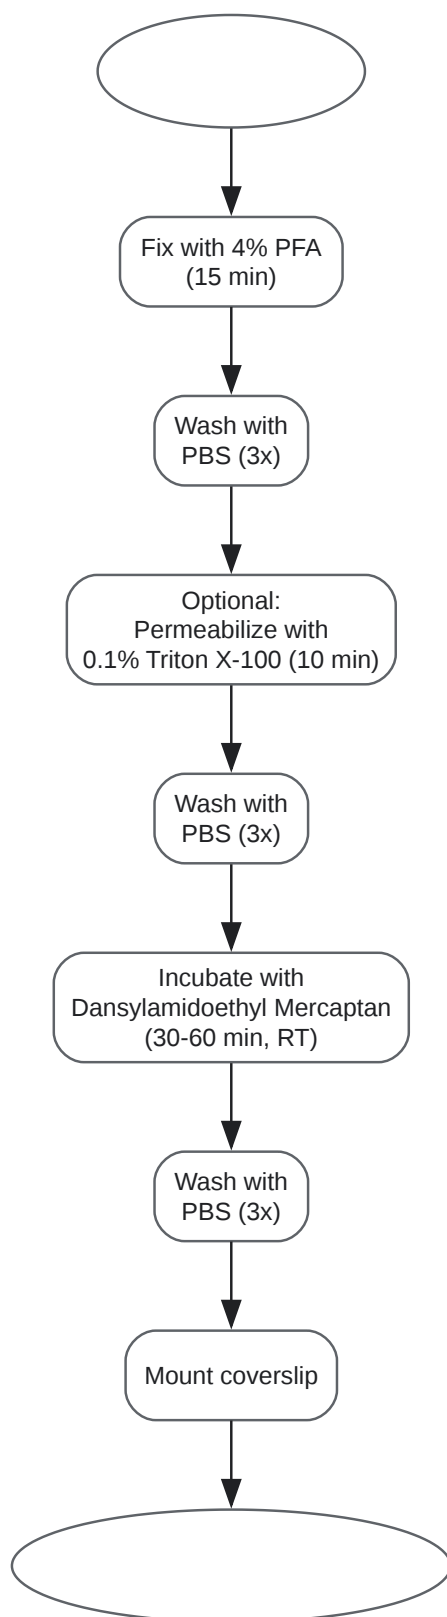 Fix with 4% PFA
(15 min)
Wash with
PBS (3x)
Optional:
Permeabilize with
0.1% Triton X-100 (10 min)
Wash with
PBS (3x)
Incubate with
Dansylamidoethyl Mercaptan
(30-60 min, RT)
Wash with
PBS (3x)
Mount coverslip